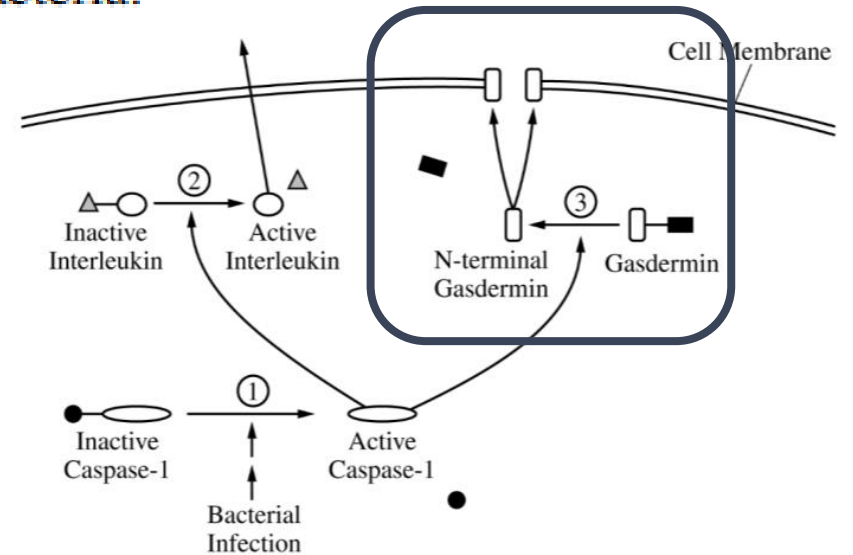 Cell Membrane
②
③
Inactive
Interleukin
Active
Interleukin
N-terminal
Gasdermin
Gasdermin
①
Inactive
Caspase-1
Active
Caspase-1
Bacterial
Infection